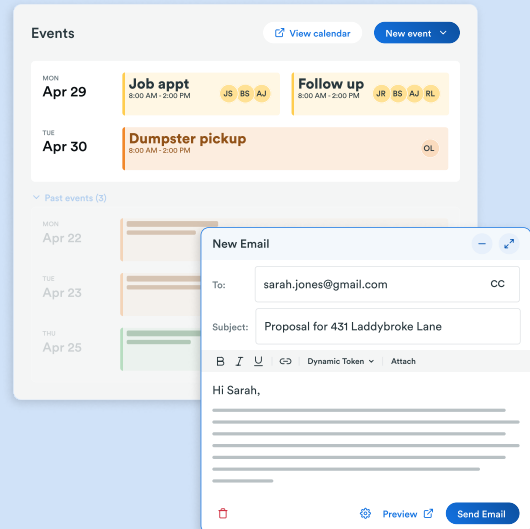 Events
View calendar
New event
MON
Apr 29
Job appt
8:00 AM - 2:00 PM
JS BS AJ
Follow up
8:00 AM - 2:00 PM
JR BS AJ RL
TUE
Apr 30
Dumpster pickup
8:00 AM - 2:00 PM
OL
Past events (3)
MON
Apr 22
TUE
Apr 23
THU
Apr 25
New Email
To: sarah.jones@gmail.com CC
Subject: Proposal for 431 Laddybroke Lane
B I U Dynamic Token Attach
Hi Sarah,
Preview
Send Email